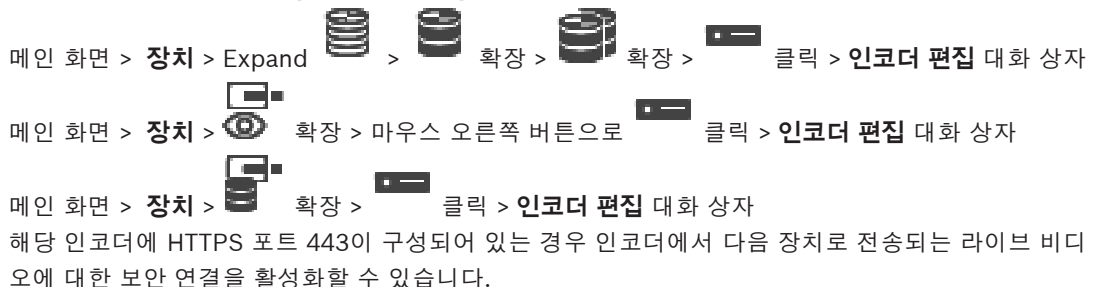 메인 화면 > 장치 > Expand > 확장 > 확장 > 클릭 > 인코더 편집 대화 상자
메인 화면 > 장치 > 확장 > 마우스 오른쪽 버튼으로 클릭 > 인코더 편집 대화 상자
메인 화면 > 장치 > 확장 > 클릭 > 인코더 편집 대화 상자
해당 인코더에 HTTPS 포트 443이 구성되어 있는 경우 인코더에서 다음 장치로 전송되는 라이브 비디
오에 대한 보안 연결을 활성화할 수 있습니다.